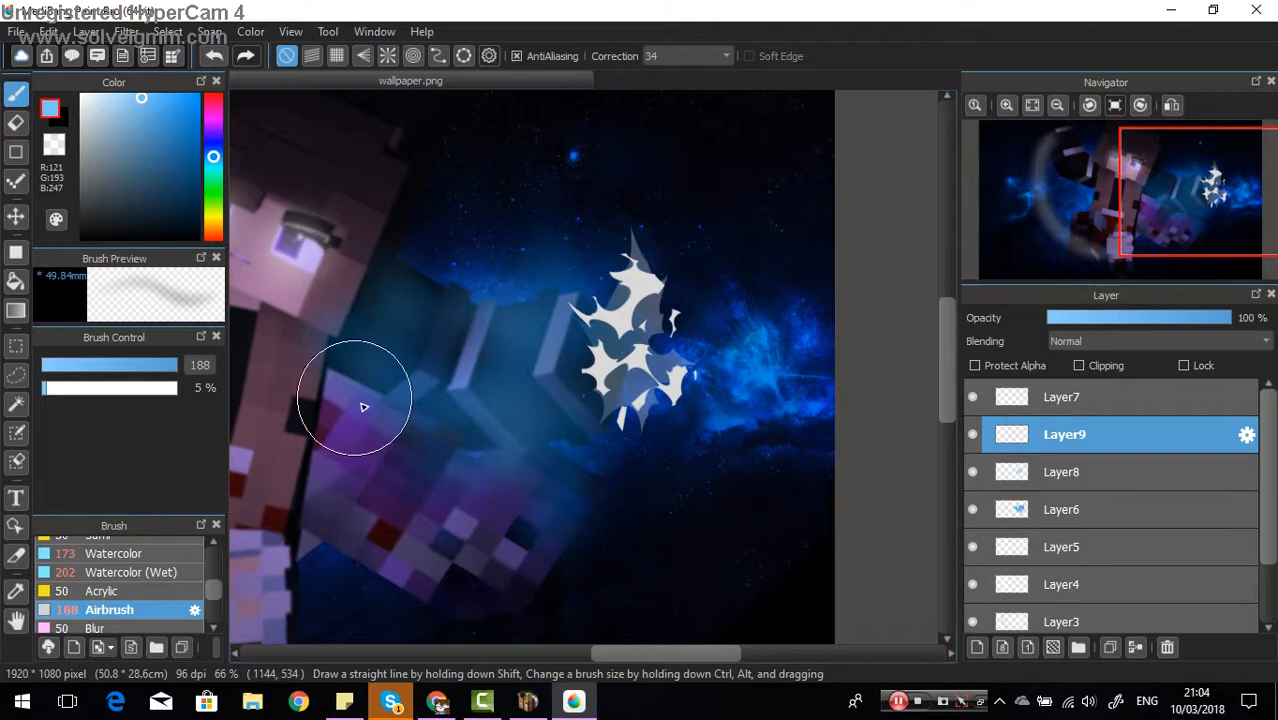 Unregistered HyperCam 4
www.solveigmm.com
File Edit Layer Filter Select Snap Color View Tool Window Help
AntiAliasing Correction 34 Soft Edge
Color
wallpaper.png
Navigator
R:121
G:193
B:247
Brush Preview
* 49.84mm
Brush Control
188
5 %
Layer
Opacity 100 %
Blending Normal
Protect Alpha Clipping Lock
Layer7
Layer9
Layer8
Layer6
Layer5
Layer4
Layer3
Brush
50 Sumi
173 Watercolor
202 Watercolor (Wet)
50 Acrylic
188 Airbrush
50 Blur
1920 * 1080 pixel (50.8 * 28.6cm) 96 dpi 66 % ( 1144, 534 ) Draw a straight line by holding down Shift, Change a brush size by holding down Ctrl, Alt, and dragging
ENG
21:04
10/03/2018